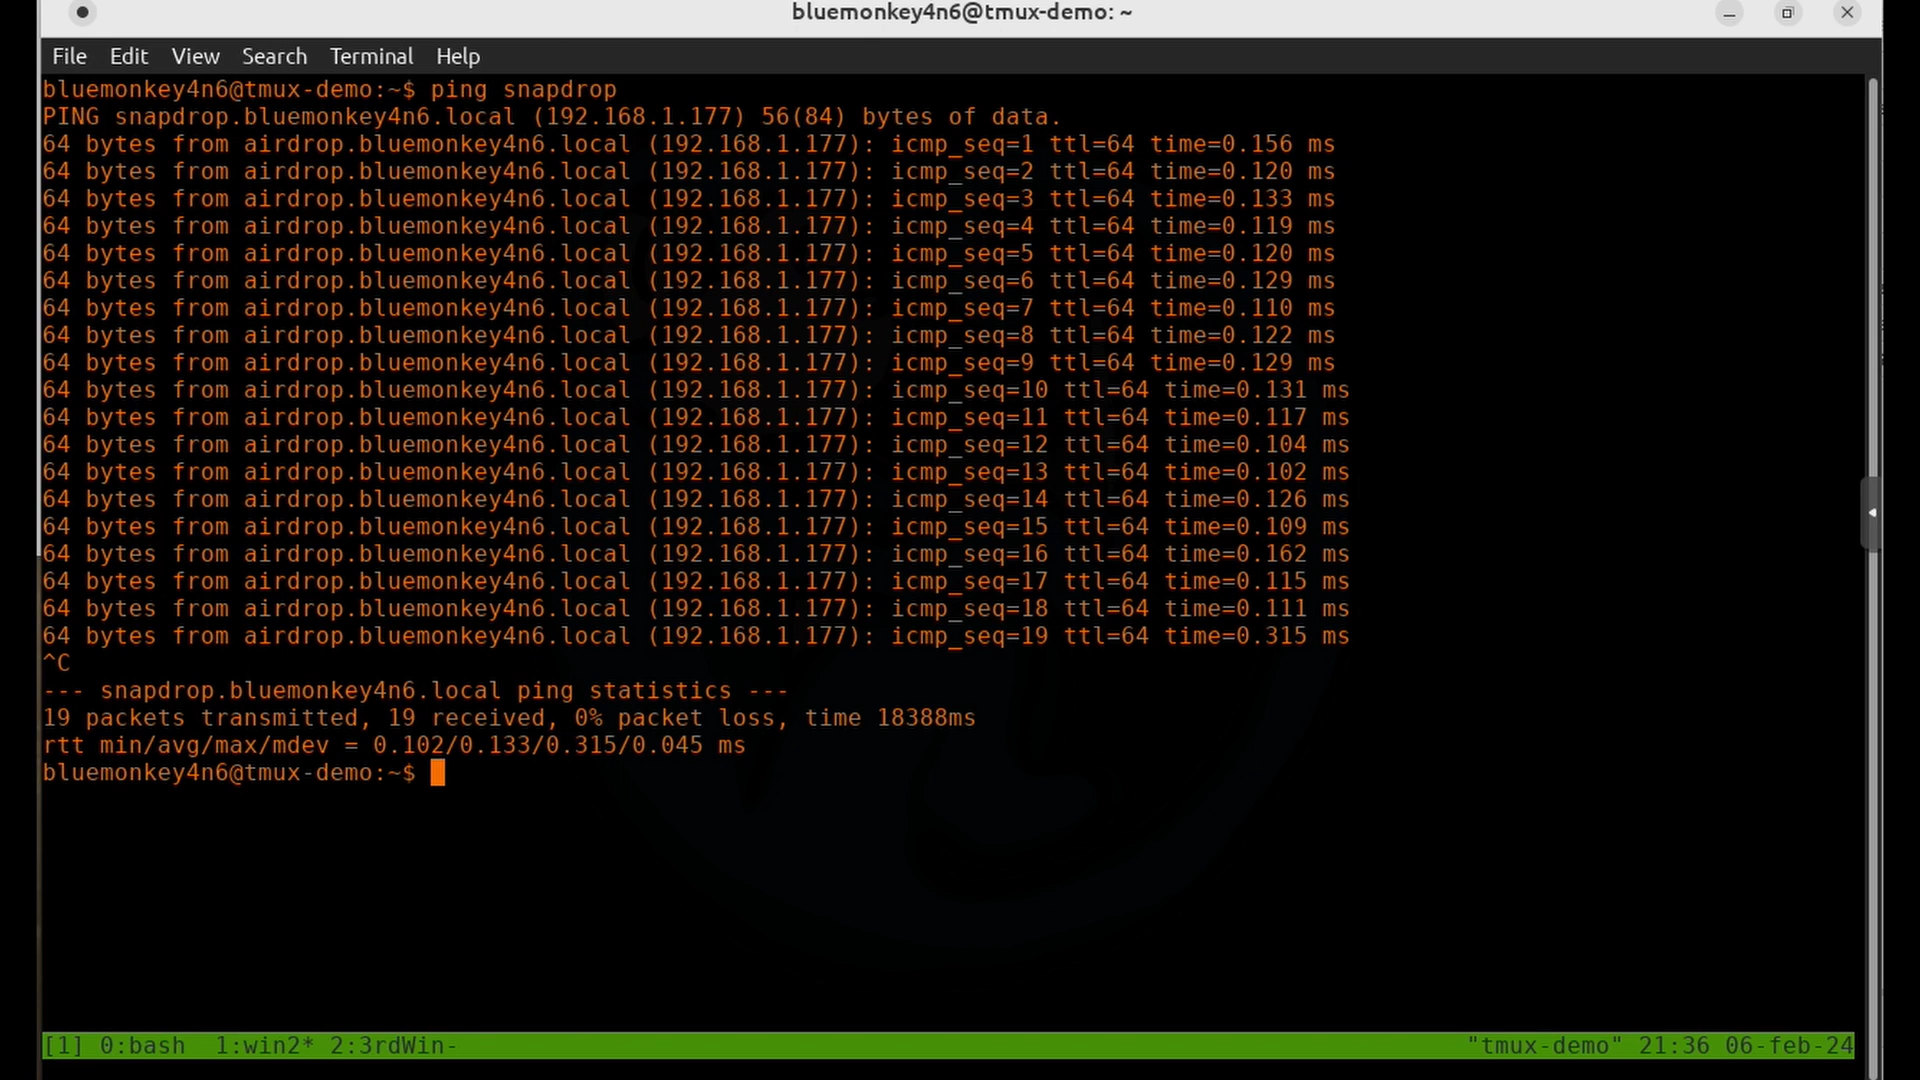 bluemonkey4n6@tmux-demo: ~
File Edit View Search Terminal Help
bluemonkey4n6@tmux-demo:~$ ping snapdrop
PING snapdrop.bluemonkey4n6.local (192.168.1.177) 56(84) bytes of data.
64 bytes from airdrop.bluemonkey4n6.local (192.168.1.177): icmp_seq=1 ttl=64 time=0.156 ms
64 bytes from airdrop.bluemonkey4n6.local (192.168.1.177): icmp_seq=2 ttl=64 time=0.120 ms
64 bytes from airdrop.bluemonkey4n6.local (192.168.1.177): icmp_seq=3 ttl=64 time=0.133 ms
64 bytes from airdrop.bluemonkey4n6.local (192.168.1.177): icmp_seq=4 ttl=64 time=0.119 ms
64 bytes from airdrop.bluemonkey4n6.local (192.168.1.177): icmp_seq=5 ttl=64 time=0.120 ms
64 bytes from airdrop.bluemonkey4n6.local (192.168.1.177): icmp_seq=6 ttl=64 time=0.129 ms
64 bytes from airdrop.bluemonkey4n6.local (192.168.1.177): icmp_seq=7 ttl=64 time=0.110 ms
64 bytes from airdrop.bluemonkey4n6.local (192.168.1.177): icmp_seq=8 ttl=64 time=0.122 ms
64 bytes from airdrop.bluemonkey4n6.local (192.168.1.177): icmp_seq=9 ttl=64 time=0.129 ms
64 bytes from airdrop.bluemonkey4n6.local (192.168.1.177): icmp_seq=10 ttl=64 time=0.131 ms
64 bytes from airdrop.bluemonkey4n6.local (192.168.1.177): icmp_seq=11 ttl=64 time=0.117 ms
64 bytes from airdrop.bluemonkey4n6.local (192.168.1.177): icmp_seq=12 ttl=64 time=0.104 ms
64 bytes from airdrop.bluemonkey4n6.local (192.168.1.177): icmp_seq=13 ttl=64 time=0.102 ms
64 bytes from airdrop.bluemonkey4n6.local (192.168.1.177): icmp_seq=14 ttl=64 time=0.126 ms
64 bytes from airdrop.bluemonkey4n6.local (192.168.1.177): icmp_seq=15 ttl=64 time=0.109 ms
64 bytes from airdrop.bluemonkey4n6.local (192.168.1.177): icmp_seq=16 ttl=64 time=0.162 ms
64 bytes from airdrop.bluemonkey4n6.local (192.168.1.177): icmp_seq=17 ttl=64 time=0.115 ms
64 bytes from airdrop.bluemonkey4n6.local (192.168.1.177): icmp_seq=18 ttl=64 time=0.111 ms
64 bytes from airdrop.bluemonkey4n6.local (192.168.1.177): icmp_seq=19 ttl=64 time=0.315 ms
^C
--- snapdrop.bluemonkey4n6.local ping statistics ---
19 packets transmitted, 19 received, 0% packet loss, time 18388ms
rtt min/avg/max/mdev = 0.102/0.133/0.315/0.045 ms
bluemonkey4n6@tmux-demo:~$
[1] 0:bash  1:win2* 2:3rdWin- "tmux-demo" 21:36 06-feb-24